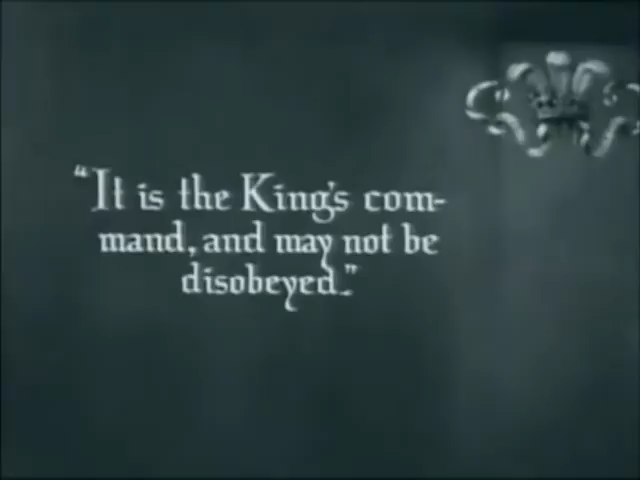 "It is the King's com-
mand, and may not be
disobeyed."